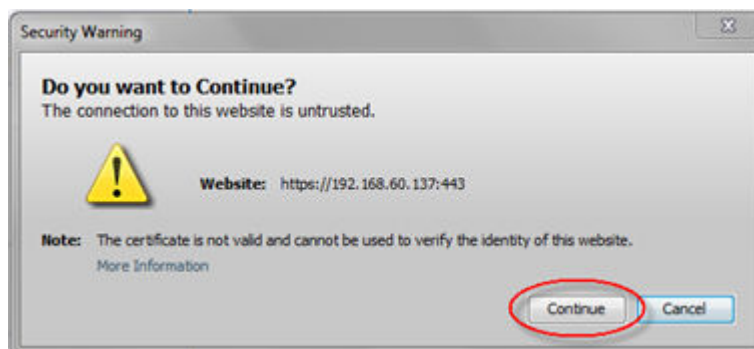 Security Warning
Do you want to Continue?
The connection to this website is untrusted.
Website: https://192.168.60.137:443
Note: The certificate is not valid and cannot be used to verify the identity of this website.
More Information
Continue Cancel